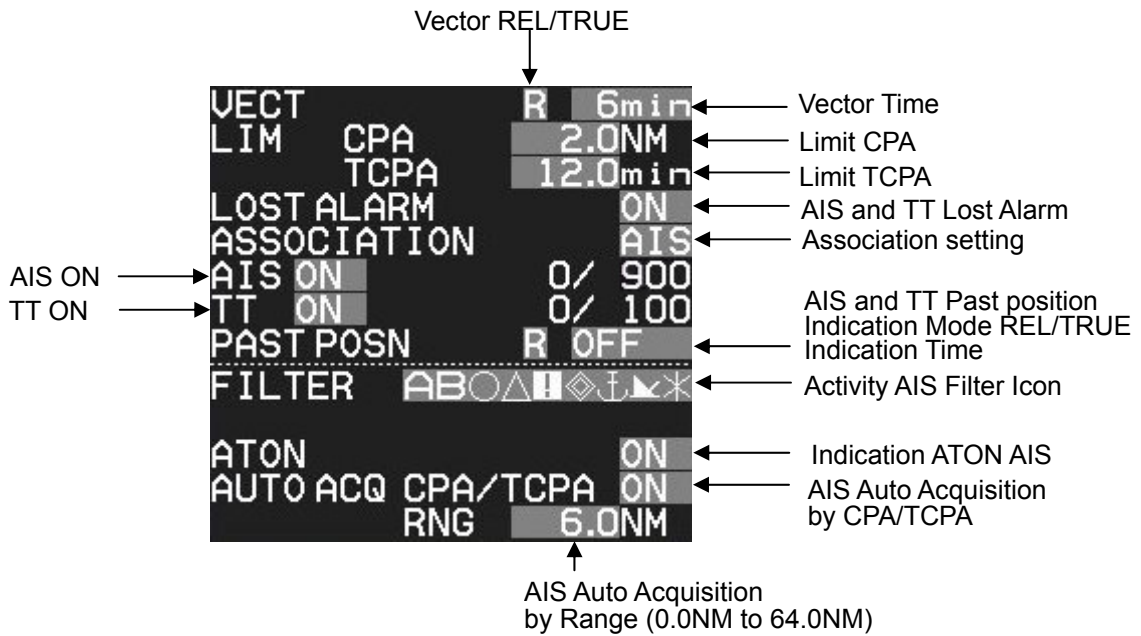 Vector REL/TRUE
VECT R 6min
Vector Time
LIM CPA 2.0NM
Limit CPA
TCPA 12.0min
Limit TCPA
LOST ALARM ON
AIS and TT Lost Alarm
ASSOCIATION AIS
Association setting
AIS ON
AIS ON 0/ 900
TT ON
TT ON 0/ 100
PAST POSN R OFF
AIS and TT Past position
Indication Mode REL/TRUE
Indication Time
FILTER AB○△!◈⚓◣✕
Activity AIS Filter Icon
ATON ON
Indication ATON AIS
AUTO ACQ CPA/TCPA ON
AIS Auto Acquisition
by CPA/TCPA
RNG 6.0NM
AIS Auto Acquisition
by Range (0.0NM to 64.0NM)